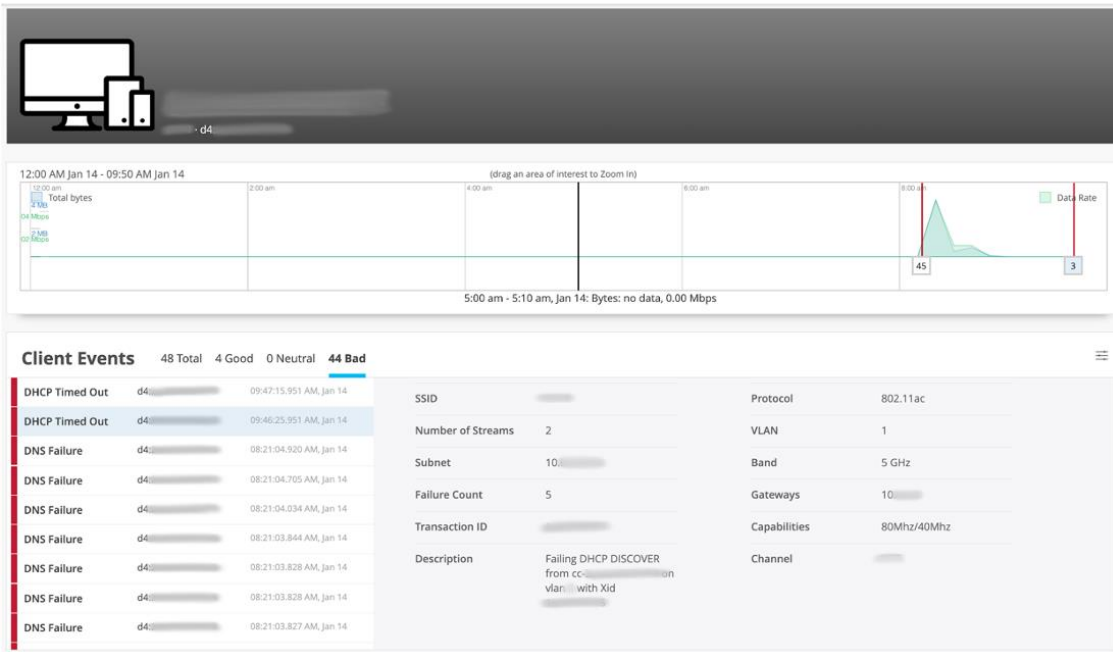 · d4
12:00 AM Jan 14 - 09:50 AM Jan 14
(drag an area of interest to Zoom In)
12:00 am
2:00 am
4:00 am
6:00 am
8:00 am
Total bytes
Data Rate
4 MB
04 Mbps
2 MB
02 Mbps
45
3
5:00 am - 5:10 am, Jan 14: Bytes: no data, 0.00 Mbps
Client Events 48 Total 4 Good 0 Neutral 44 Bad
DHCP Timed Out d4: 09:47:15.951 AM, Jan 14
DHCP Timed Out d4: 09:46:25.951 AM, Jan 14
DNS Failure d4: 08:21:04.920 AM, Jan 14
DNS Failure d4: 08:21:04.705 AM, Jan 14
DNS Failure d4: 08:21:04.034 AM, Jan 14
DNS Failure d4: 08:21:03.844 AM, Jan 14
DNS Failure d4: 08:21:03.828 AM, Jan 14
DNS Failure d4: 08:21:03.828 AM, Jan 14
DNS Failure d4: 08:21:03.827 AM, Jan 14
SSID
Protocol 802.11ac
Number of Streams 2
VLAN 1
Subnet 10.
Band 5 GHz
Failure Count 5
Gateways 10
Transaction ID
Capabilities 80Mhz/40Mhz
Description Failing DHCP DISCOVER
from cc- on
vlan with Xid
Channel